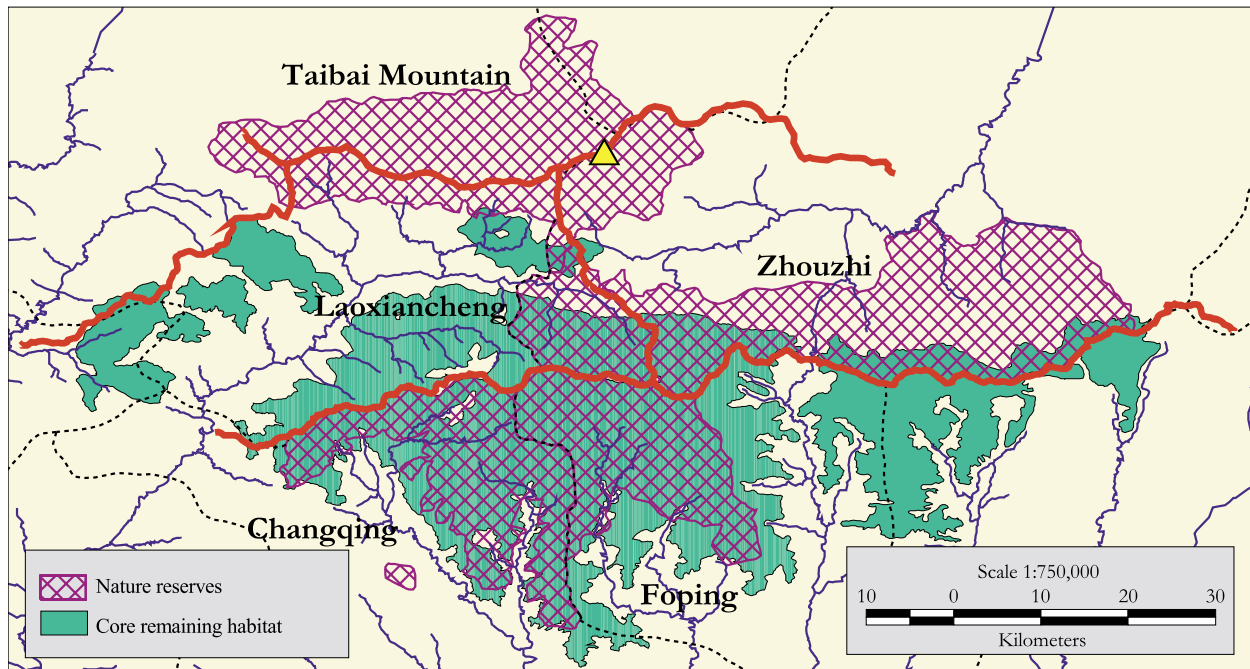 Taibai Mountain
Zhouzhi
Laoxiancheng
Changqing
Foping
Nature reserves
Core remaining habitat
Scale 1:750,000
10 0 10 20 30
Kilometers